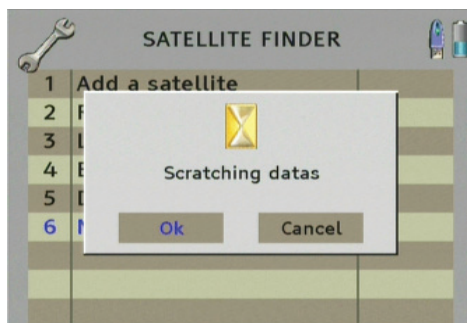 SATELLITE FINDER
1 Add a satellite
2
3
4
5
6
Scratching datas
Ok Cancel